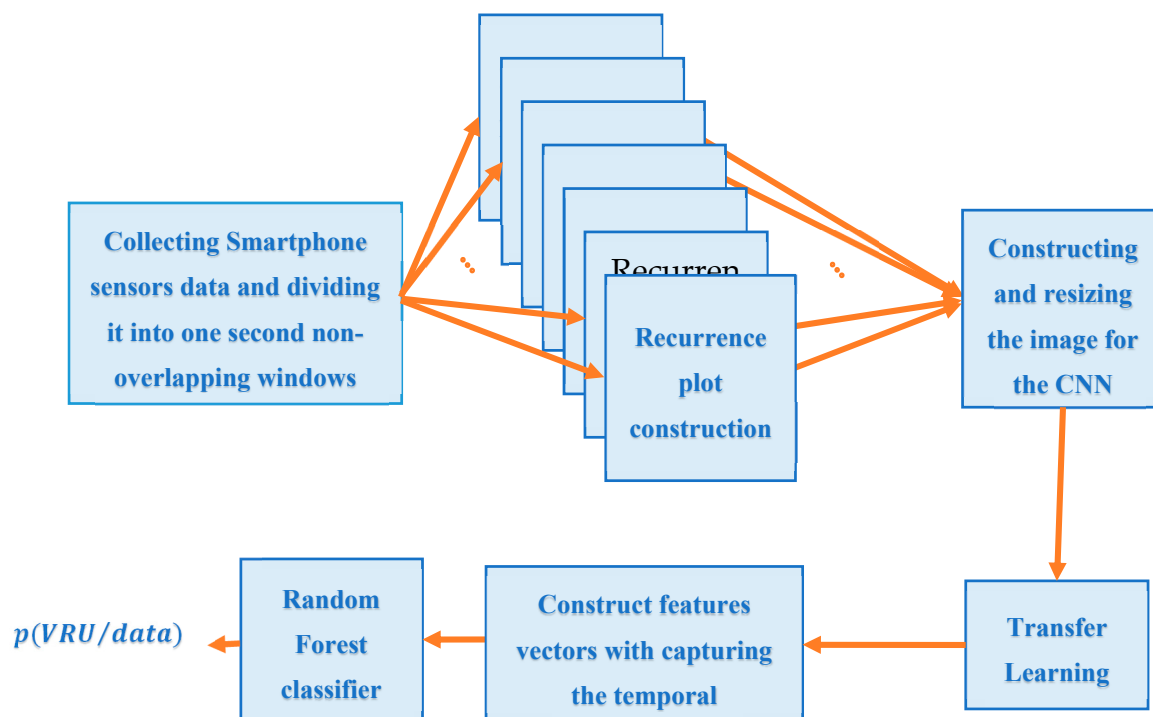 Collecting Smartphone
sensors data and dividing
it into one second non-
overlapping windows
Recurren
Recurrence
plot
construction
Constructing
and resizing
the image for
the CNN
Transfer
Learning
Construct features
vectors with capturing
the temporal
Random
Forest
classifier
p(VRU/data)